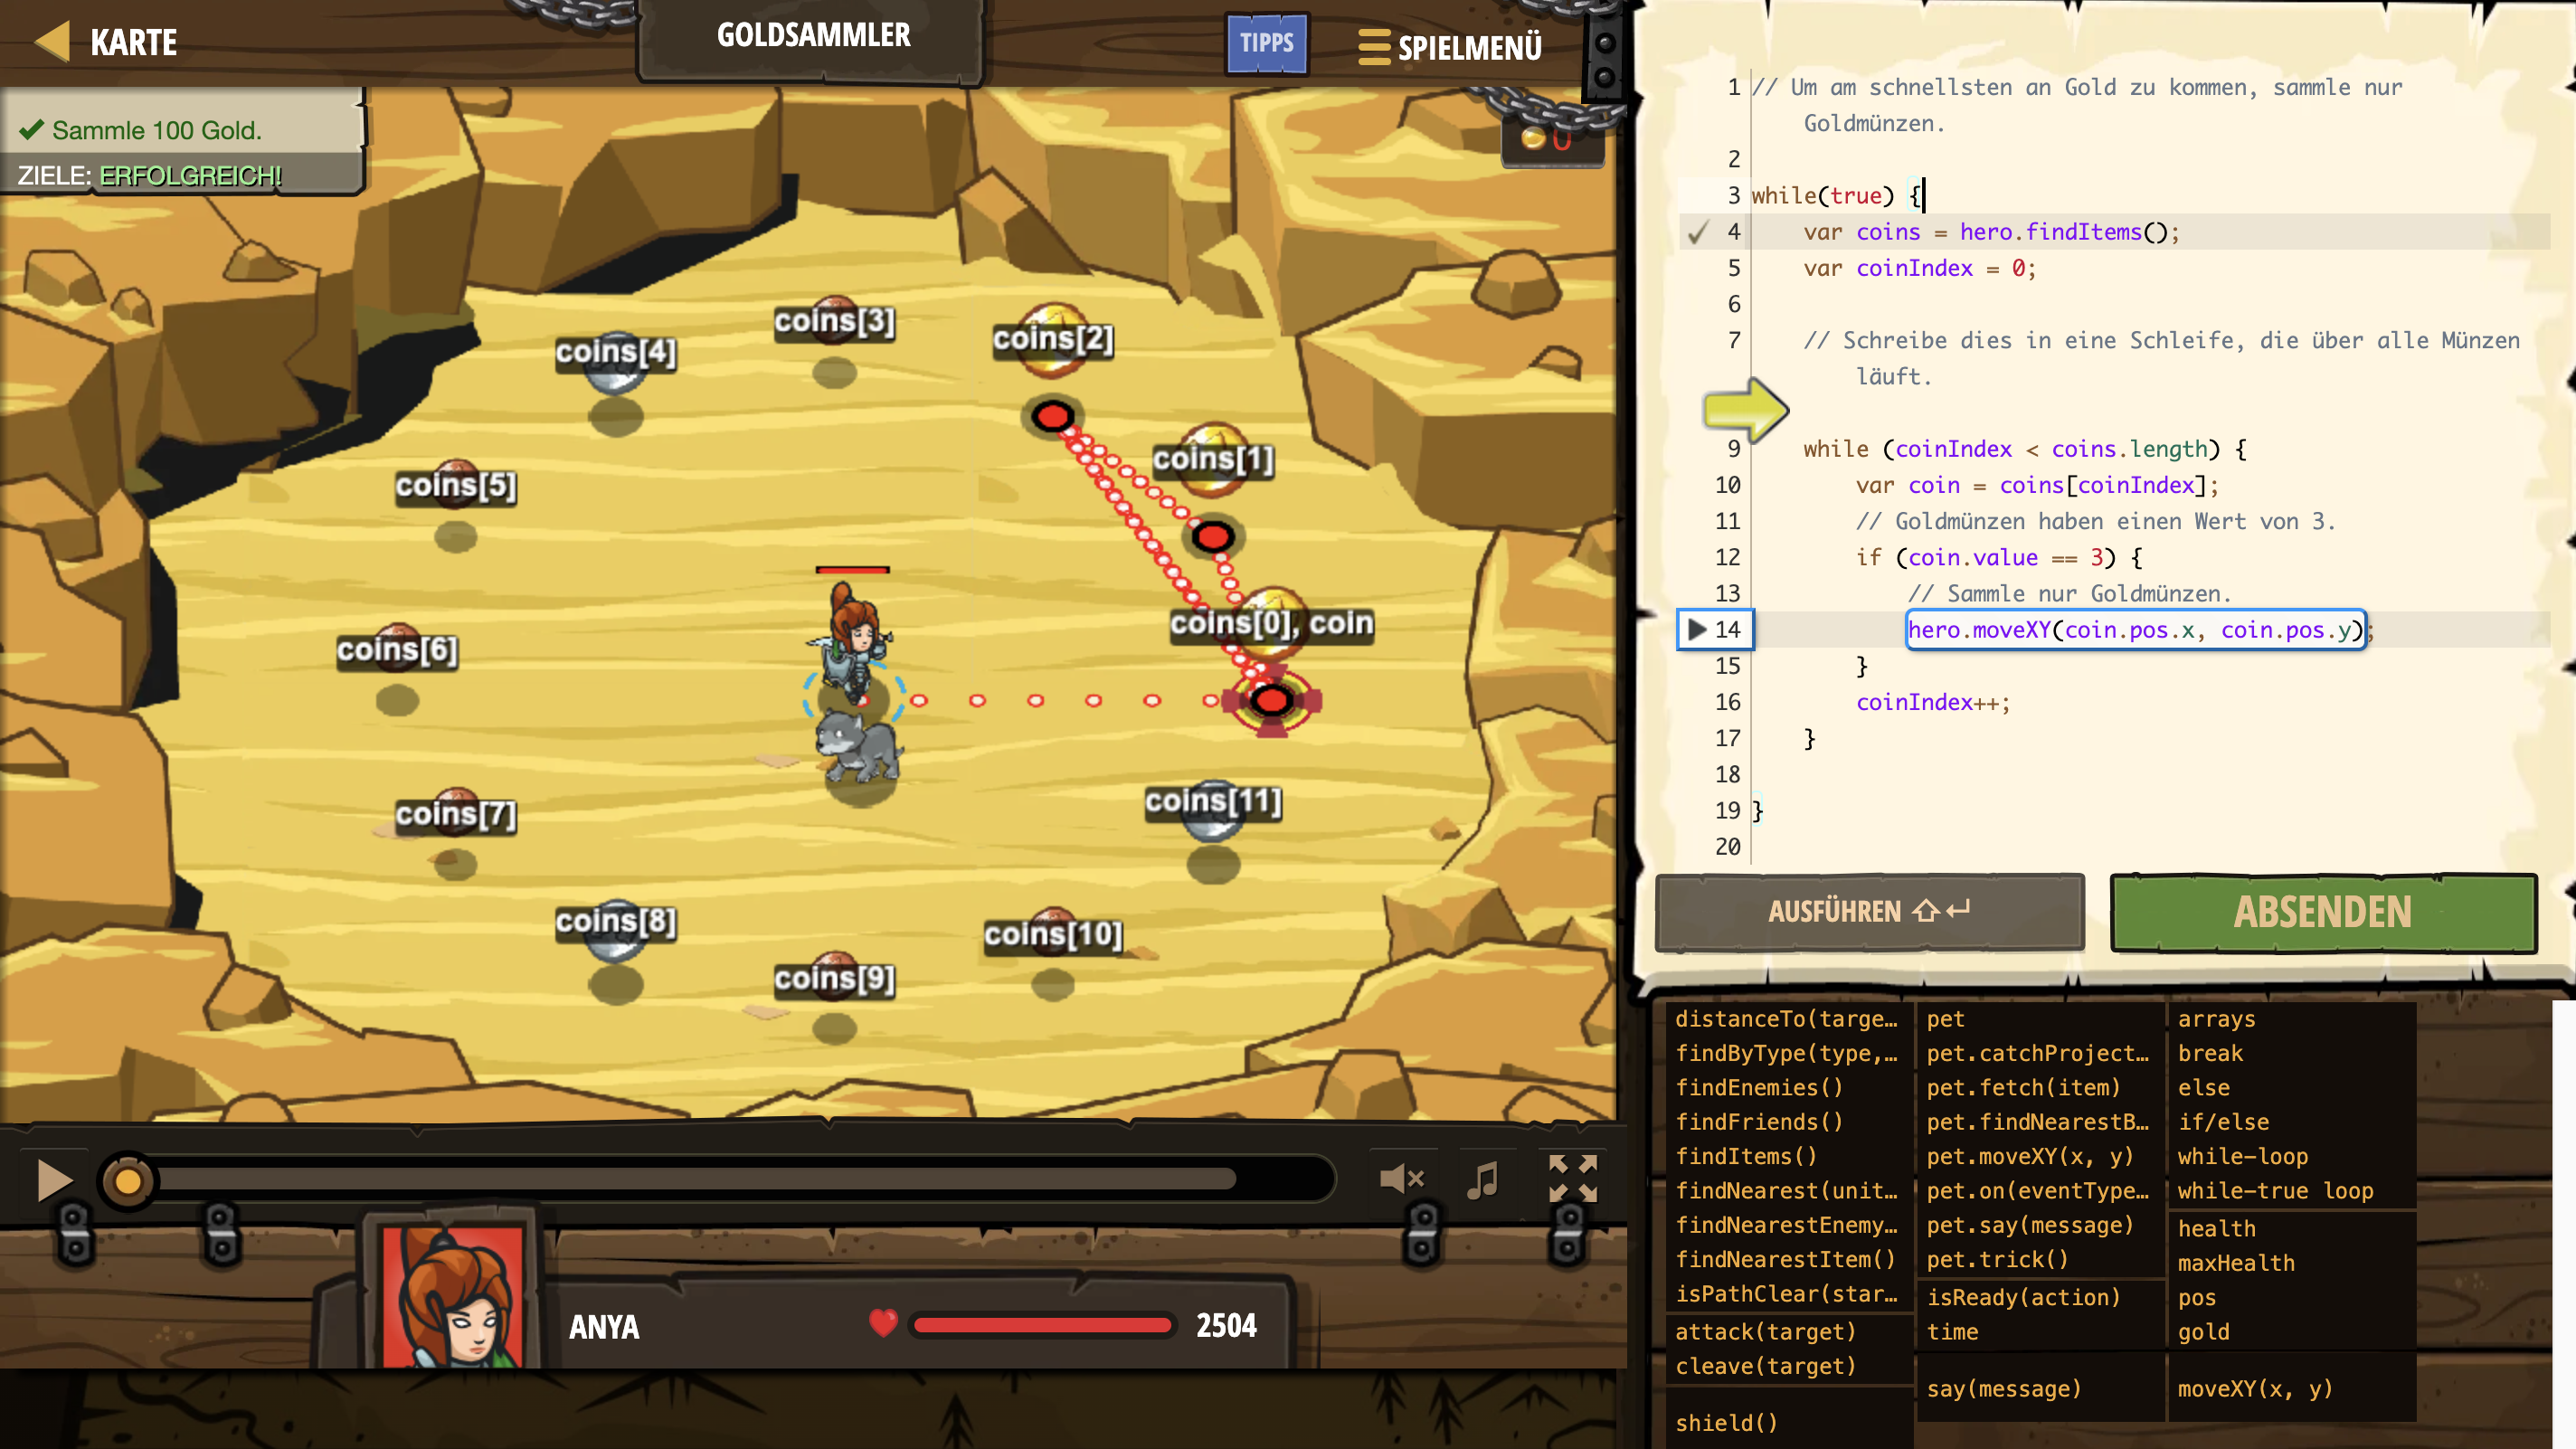 KARTE
GOLDSAMMLER
TIPPS
SPIELMENÜ
Sammle 100 Gold.
ZIELE: ERFOLGREICH!
0
coins[3]
coins[2]
coins[4]
coins[1]
coins[5]
coins[0], coin
coins[6]
coins[11]
coins[7]
coins[8]
coins[10]
coins[9]
ANYA
2504
1 // Um am schnellsten an Gold zu kommen, sammle nur
Goldmünzen.
2
3 while(true) {
4 var coins = hero.findItems();
5 var coinIndex = 0;
6
7 // Schreibe dies in eine Schleife, die über alle Münzen
läuft.
9 while (coinIndex < coins.length) {
10 var coin = coins[coinIndex];
11 // Goldmünzen haben einen Wert von 3.
12 if (coin.value == 3) {
13 // Sammle nur Goldmünzen.
14 hero.moveXY(coin.pos.x, coin.pos.y);
15 }
16 coinIndex++;
17 }
18
19 }
20
AUSFÜHREN ⇧↵
ABSENDEN
distanceTo(targe…
findByType(type,…
findEnemies()
findFriends()
findItems()
findNearest(unit…
findNearestEnemy…
findNearestItem()
isPathClear(star…
attack(target)
cleave(target)
shield()
pet
pet.catchProject…
pet.fetch(item)
pet.findNearestB…
pet.moveXY(x, y)
pet.on(eventType…
pet.say(message)
pet.trick()
isReady(action)
time
say(message)
arrays
break
else
if/else
while-loop
while-true loop
health
maxHealth
pos
gold
moveXY(x, y)